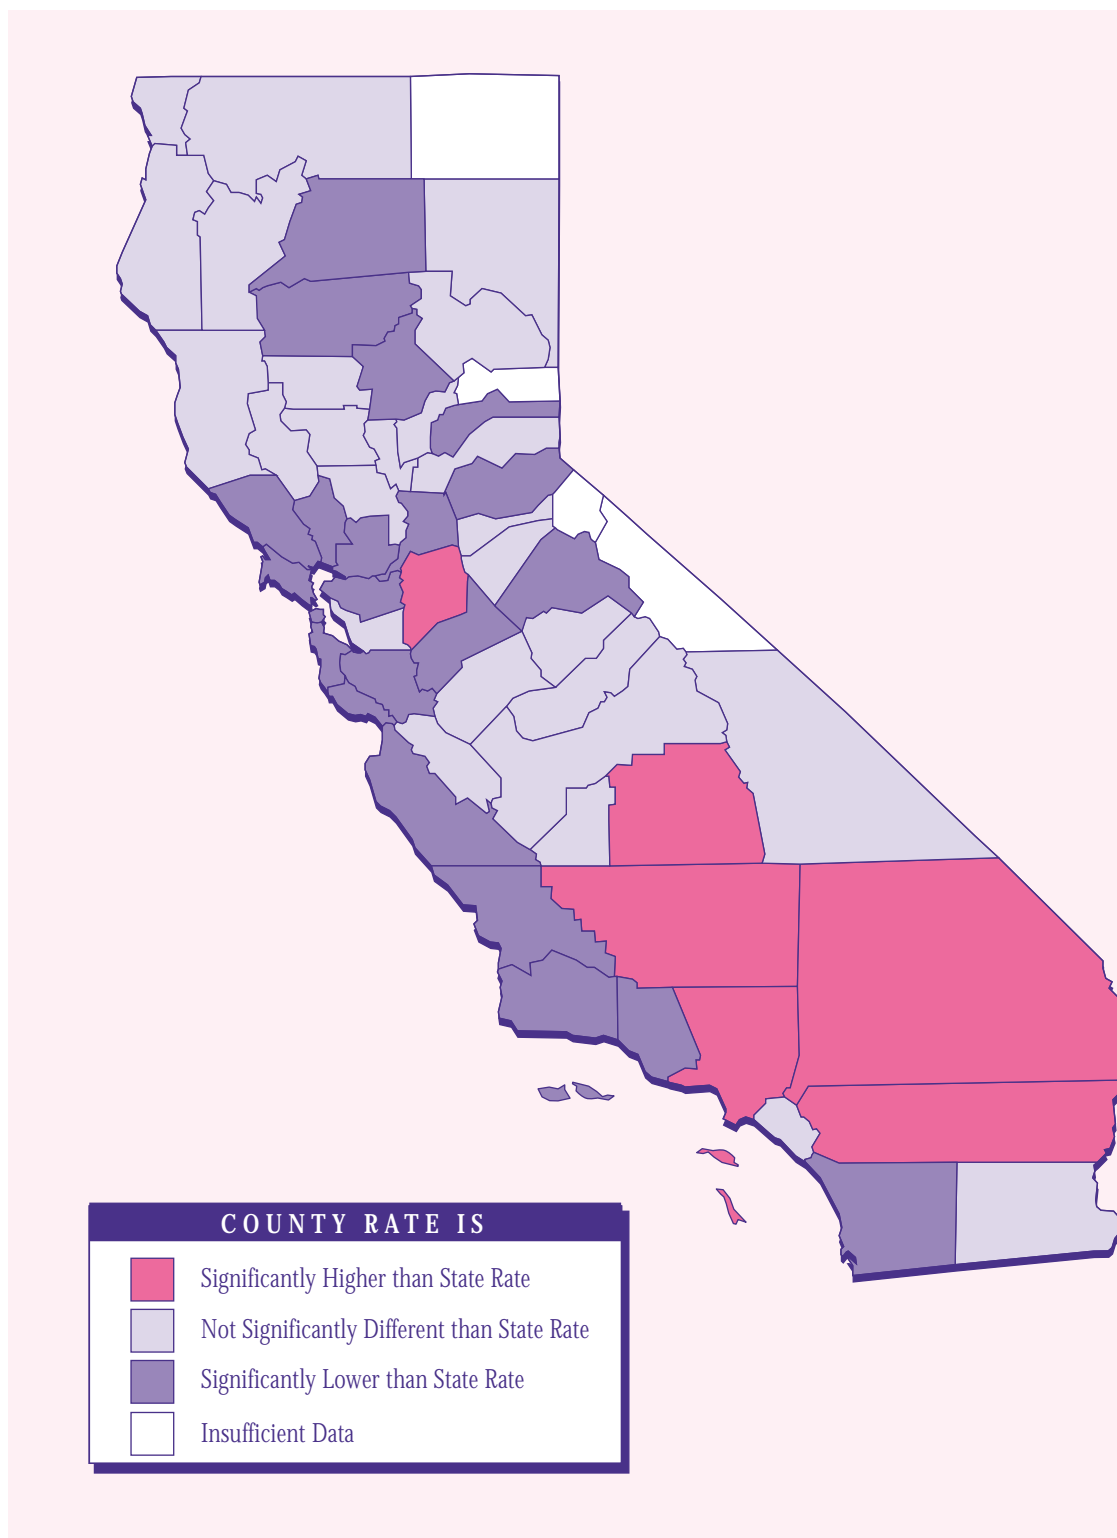 COUNTY RATE IS
Significantly Higher than State Rate
Not Significantly Different than State Rate
Significantly Lower than State Rate
Insufficient Data